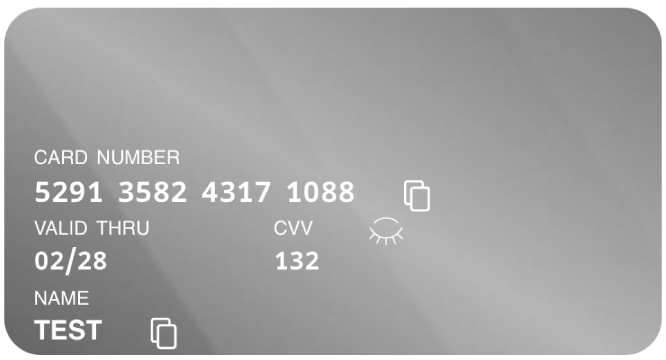 CARD NUMBER
5291 3582 4317 1088
VALID THRU CVV
02/28 132
NAME
TEST